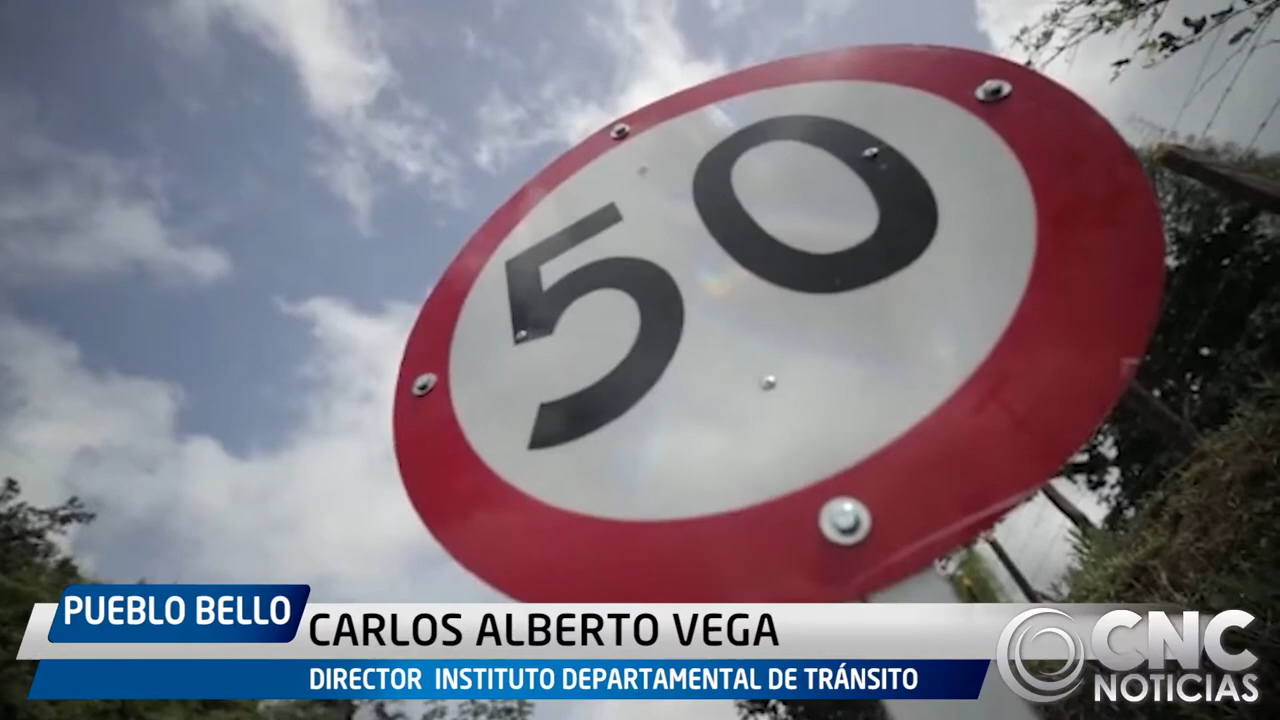 50
PUEBLO BELLO
CARLOS ALBERTO VEGA
DIRECTOR INSTITUTO DEPARTAMENTAL DE TRÁNSITO
CNC
NOTICIAS